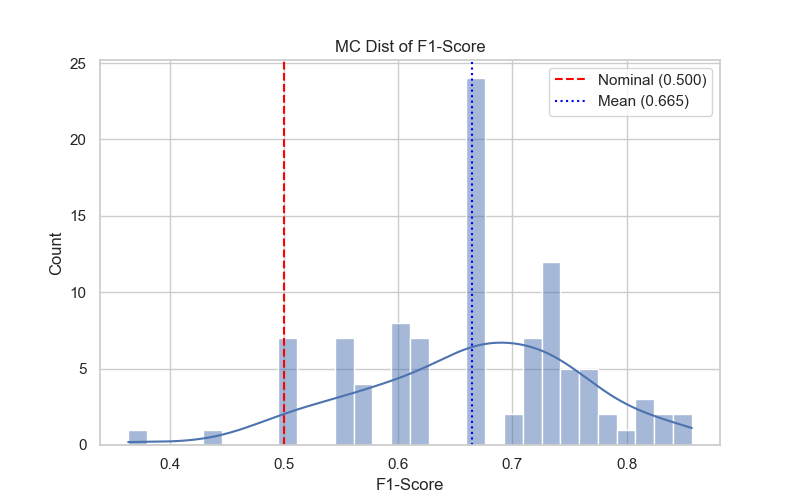 MC Dist of F1-Score
25
20
15
10
5
0
Count
Nominal (0.500)
Mean (0.665)
0.4 0.5 0.6 0.7 0.8
F1-Score